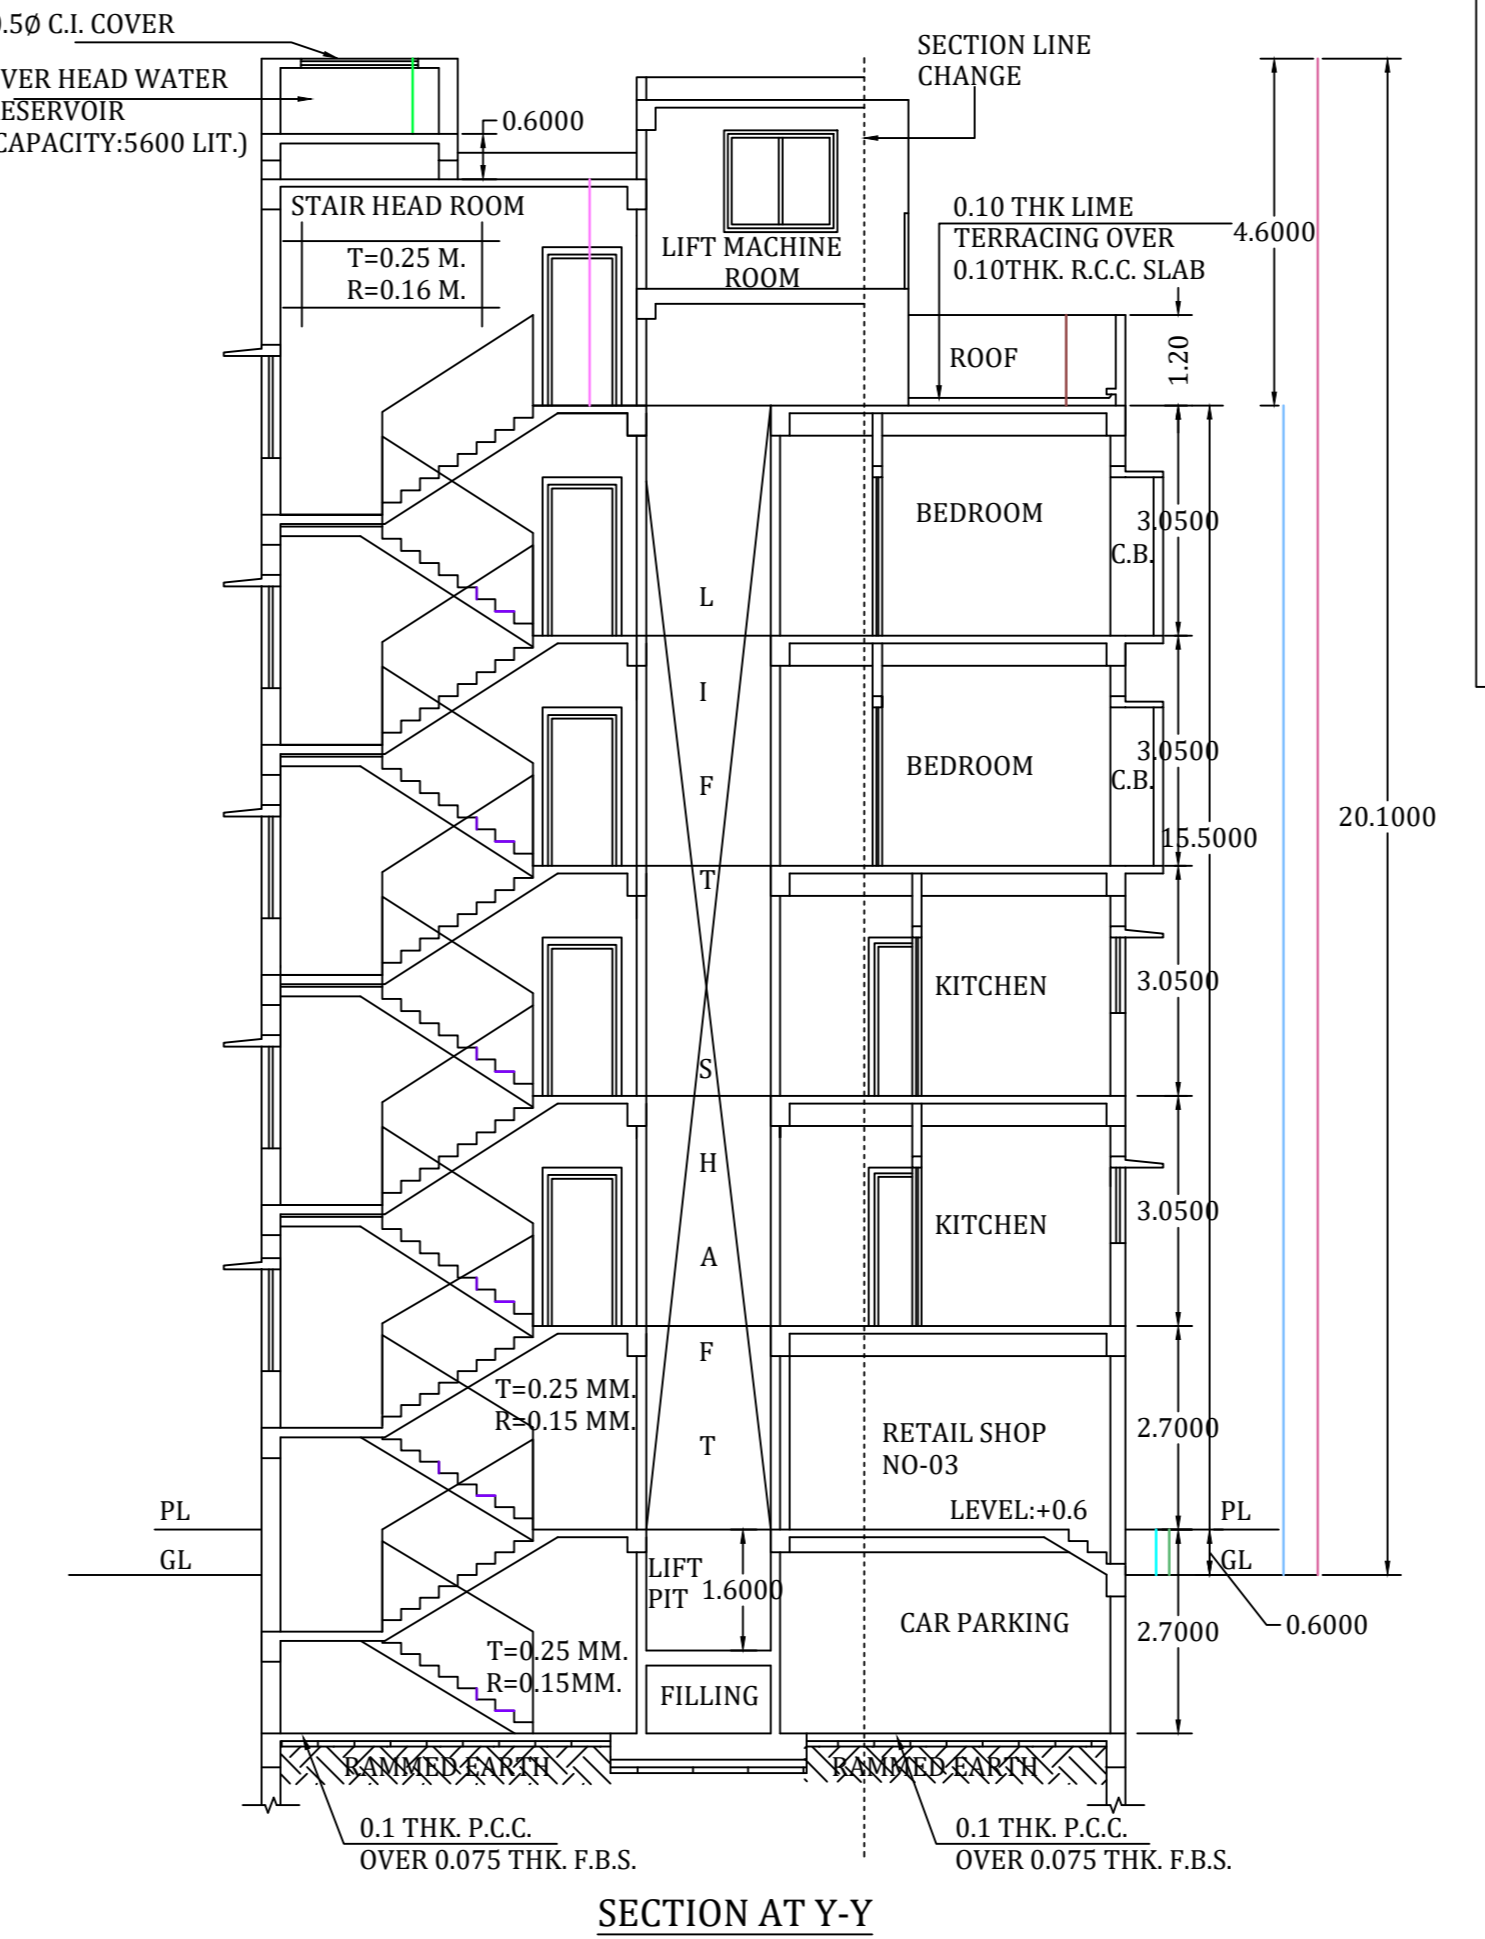 0.5Ø C.I. COVER
VER HEAD WATER
ESERVOIR
CAPACITY:5600 LIT.)
0.6000
SECTION LINE
CHANGE
STAIR HEAD ROOM
T=0.25 M.
R=0.16 M.
LIFT MACHINE
ROOM
0.10 THK LIME
TERRACING OVER
0.10THK. R.C.C. SLAB
4.6000
ROOF
1.20
BEDROOM
3.0500
C.B.
L
I
F
T
S
H
A
F
T
BEDROOM
3.0500
C.B.
15.5000
20.1000
KITCHEN
3.0500
KITCHEN
3.0500
T=0.25 MM.
R=0.15 MM.
RETAIL SHOP
NO-03
2.7000
LEVEL:+0.6
PL
PL
GL
GL
LIFT
PIT
1.6000
CAR PARKING
2.7000
0.6000
T=0.25 MM.
R=0.15MM.
FILLING
RAMMED EARTH
RAMMED EARTH
0.1 THK. P.C.C.
OVER 0.075 THK. F.B.S.
0.1 THK. P.C.C.
OVER 0.075 THK. F.B.S.
SECTION AT Y-Y